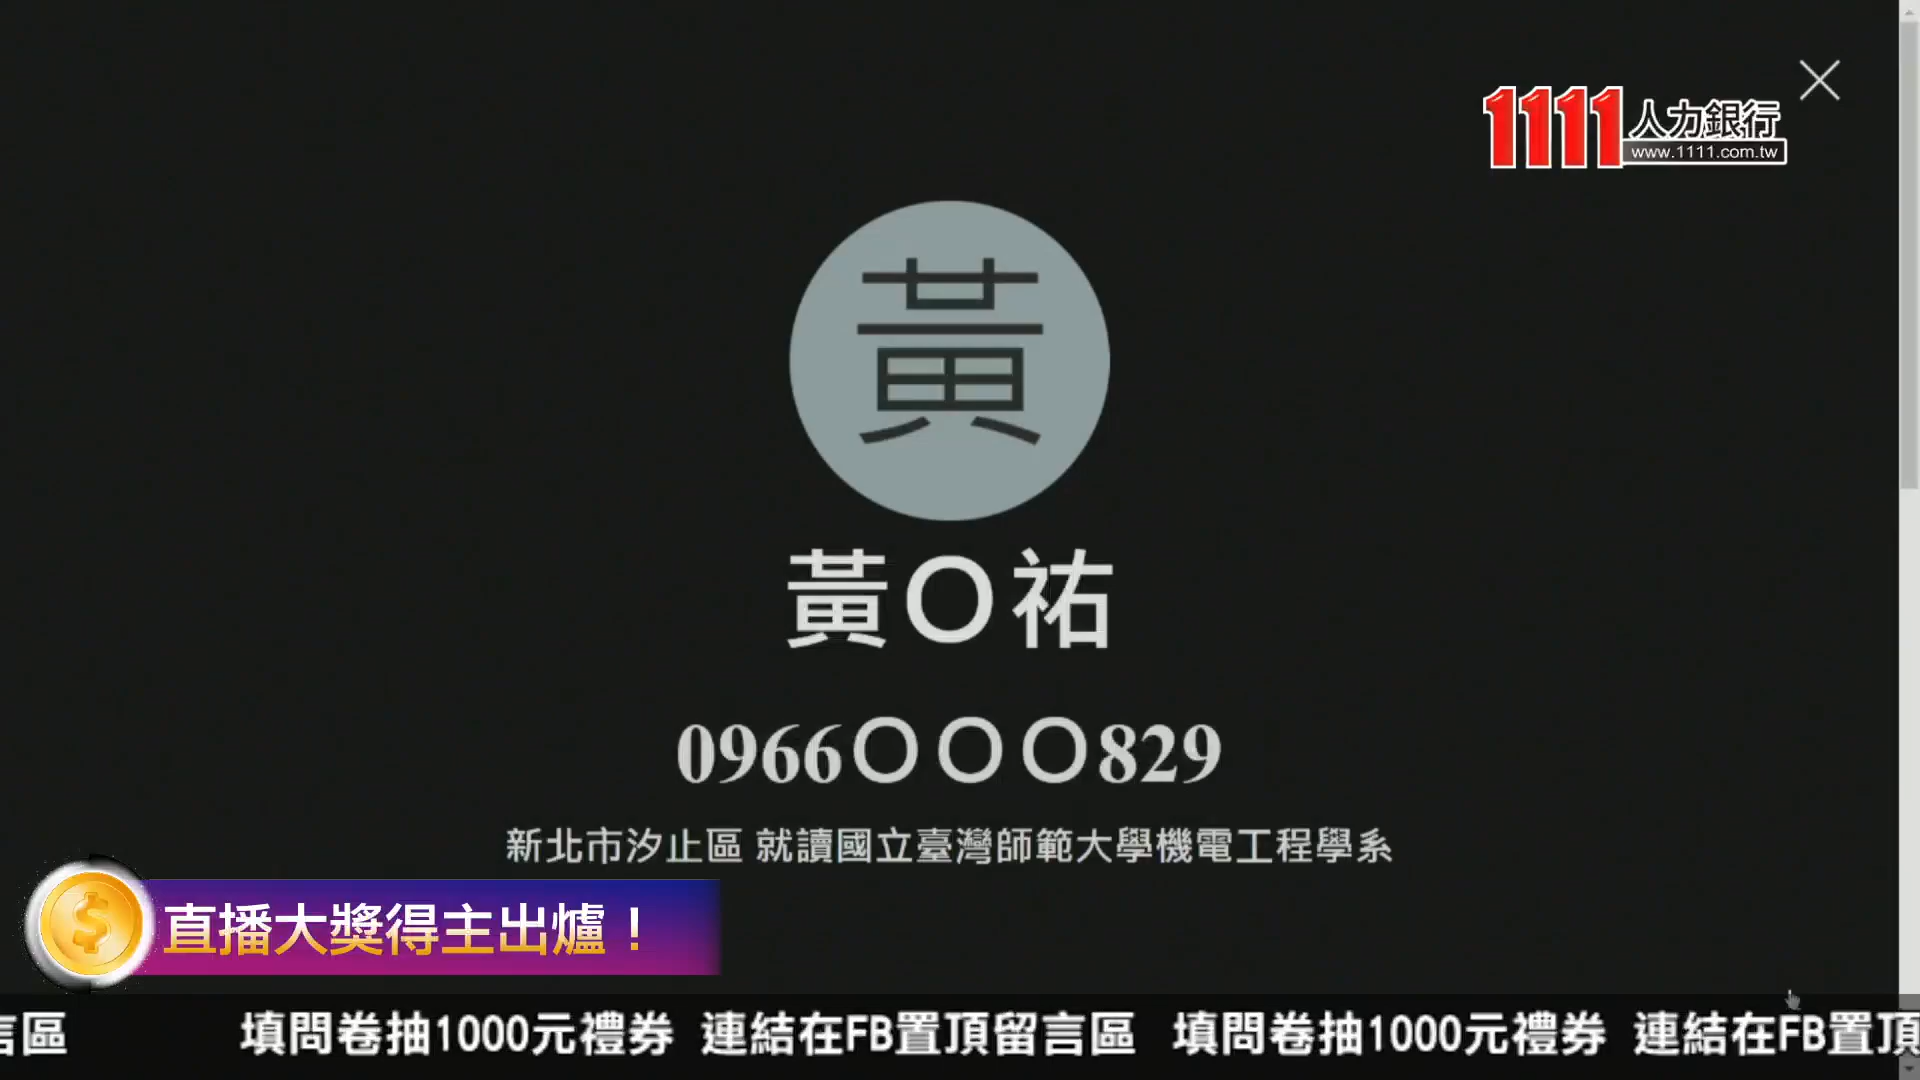 1111人力銀行
www.1111.com.tw
黃
黃O祐
0966OOO829
新北市汐止區 就讀國立臺灣師範大學機電工程學系
直播大獎得主出爐！
言區 填問卷抽1000元禮券 連結在FB置頂留言區 填問卷抽1000元禮券 連結在FB置頂